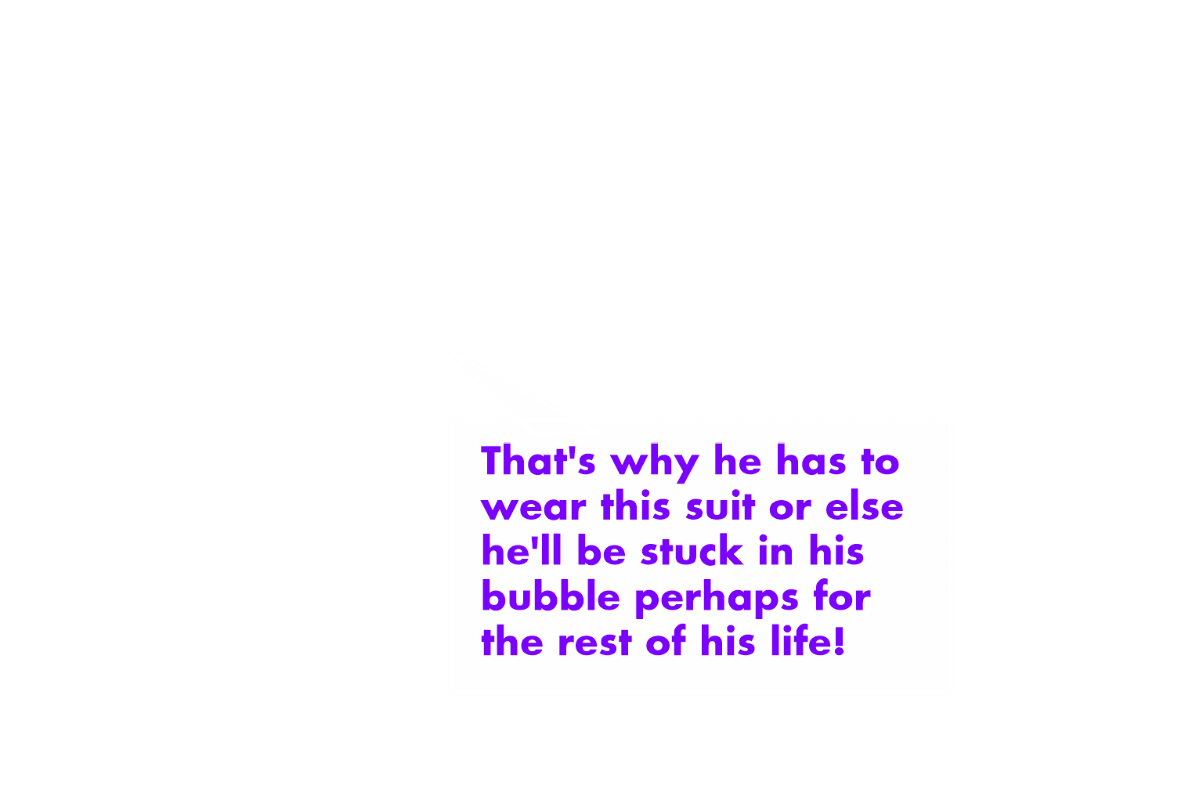 That's why he has to
wear this suit or else
he'll be stuck in his
bubble perhaps for
the rest of his life!